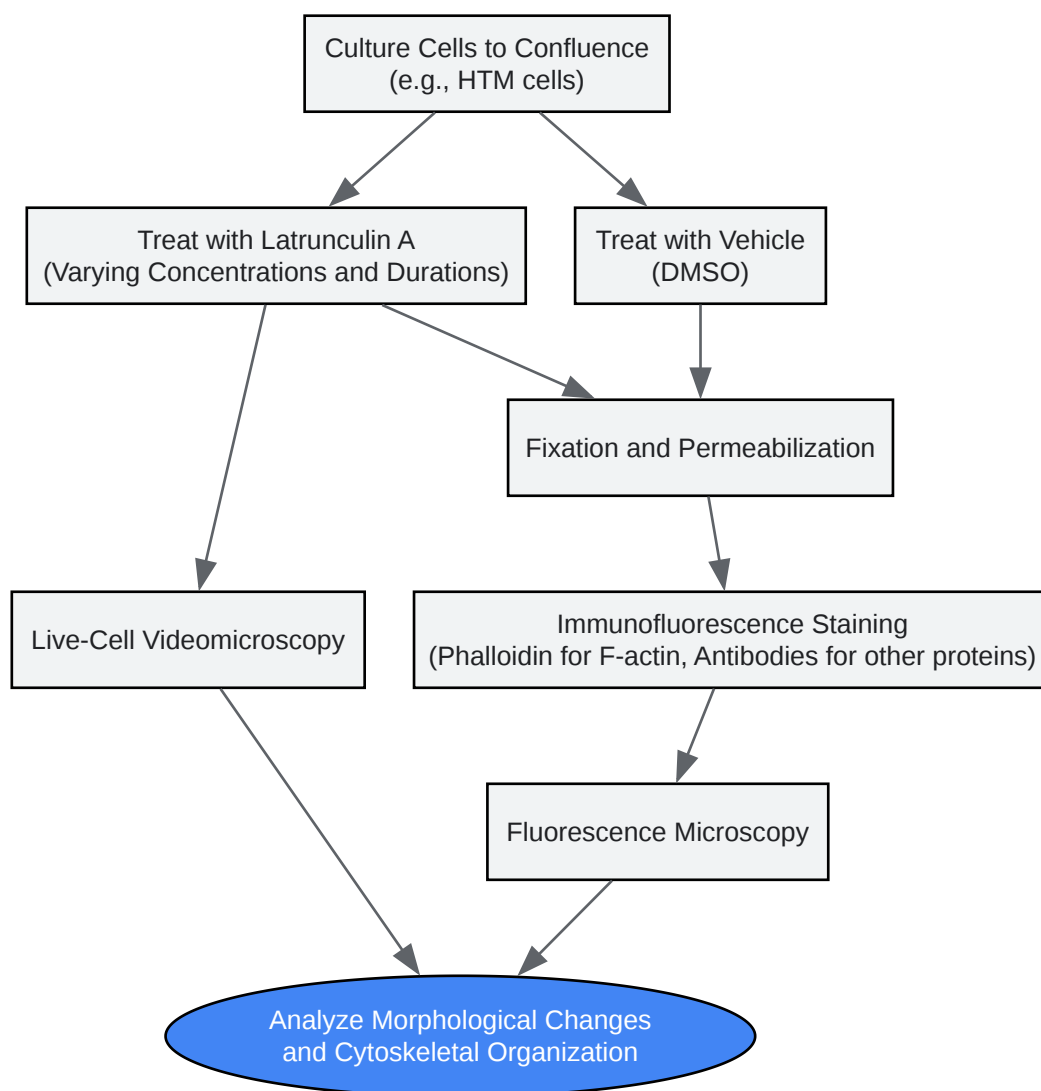 Culture Cells to Confluence
(e.g., HTM cells)
Treat with Latrunculin A
(Varying Concentrations and Durations)
Treat with Vehicle
(DMSO)
Fixation and Permeabilization
Live-Cell Videomicroscopy
Immunofluorescence Staining
(Phalloidin for F-actin, Antibodies for other proteins)
Fluorescence Microscopy
Analyze Morphological Changes
and Cytoskeletal Organization